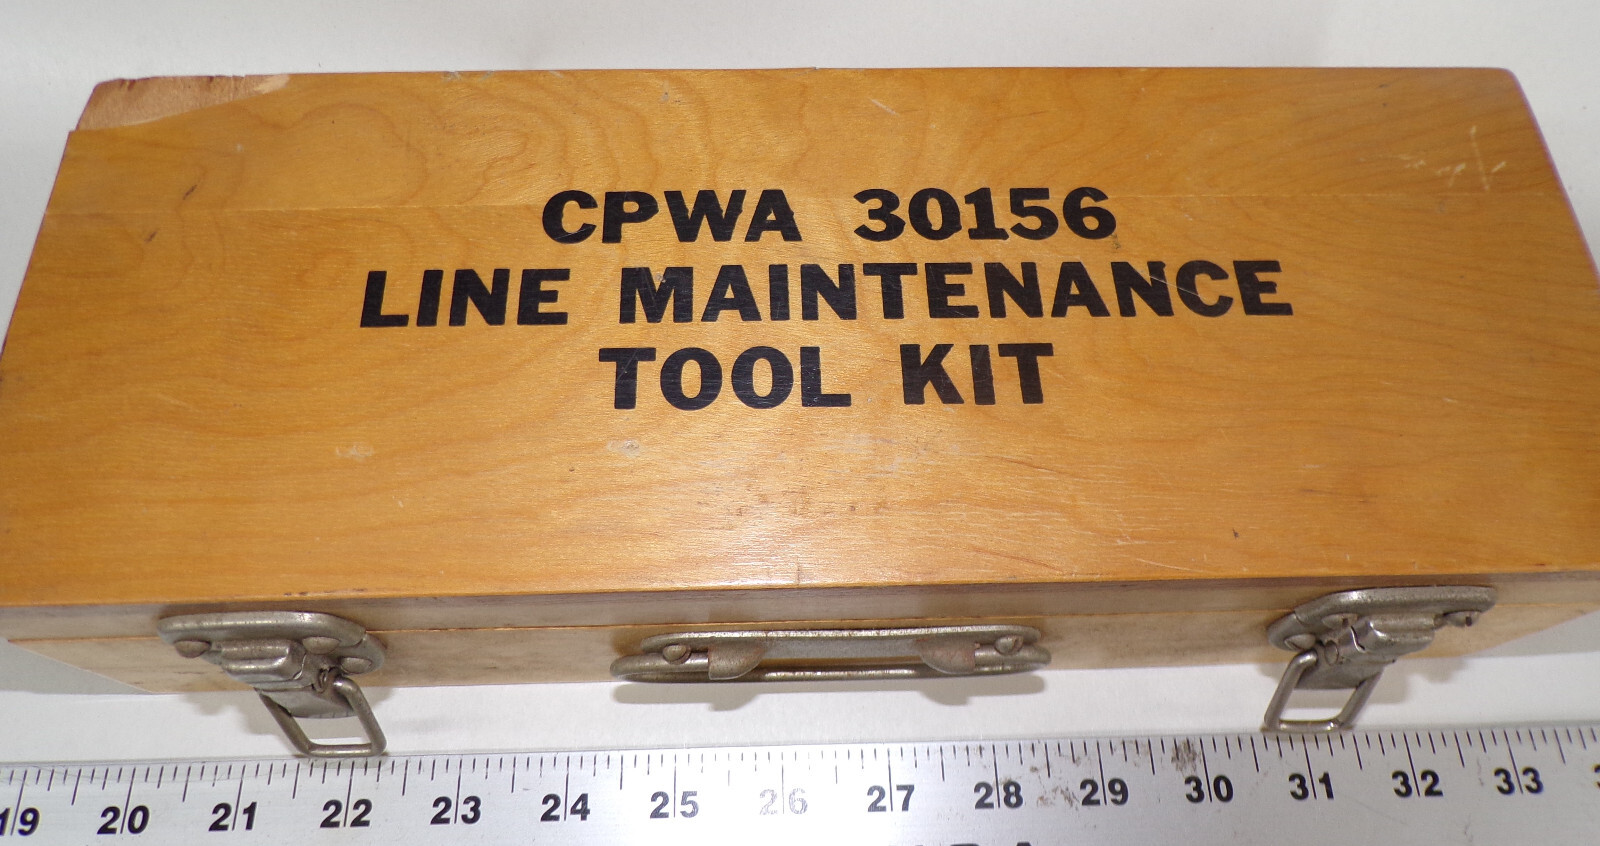 CPWA 30156
LINE MAINTENANCE
TOOL KIT
19 20 21 22 23 24 25 26 27 28 29 30 31 32 33